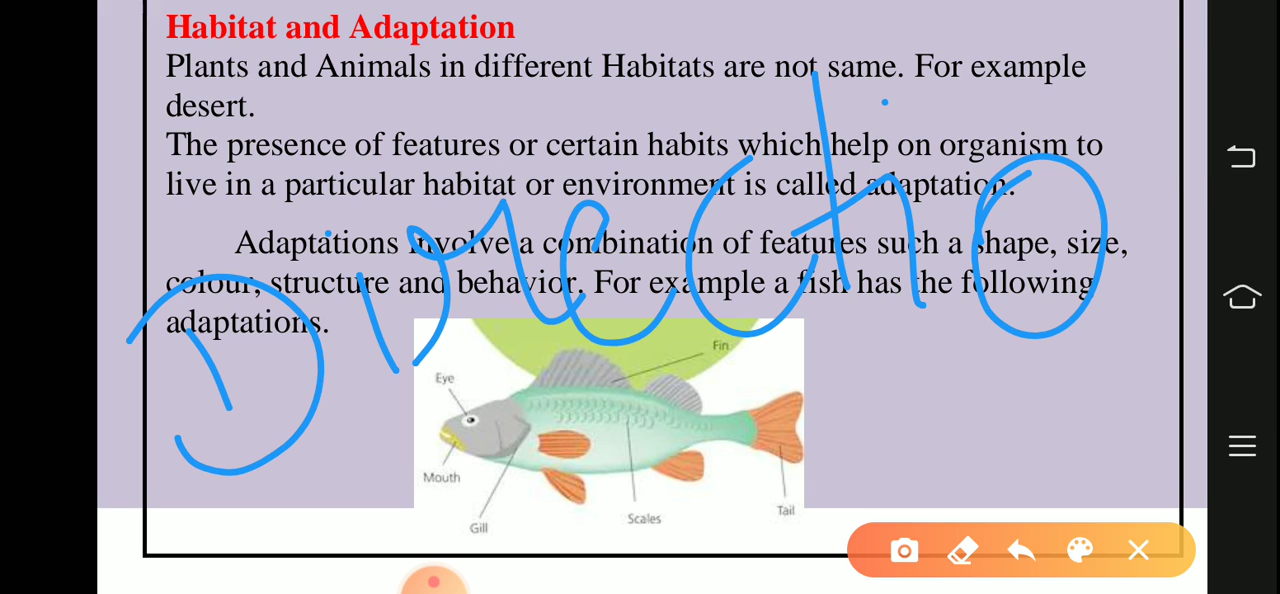 Habitat and Adaptation
Plants and Animals in different Habitats are not same. For example
desert.
The presence of features or certain habits which help on organism to
live in a particular habitat or environment is called adaptation.
Adaptations involve a combination of features such a shape, size,
colour, structure and behavior. For example a fish has the following
adaptations.
Fin
Eye
Mouth
Gill
Scales
Tail